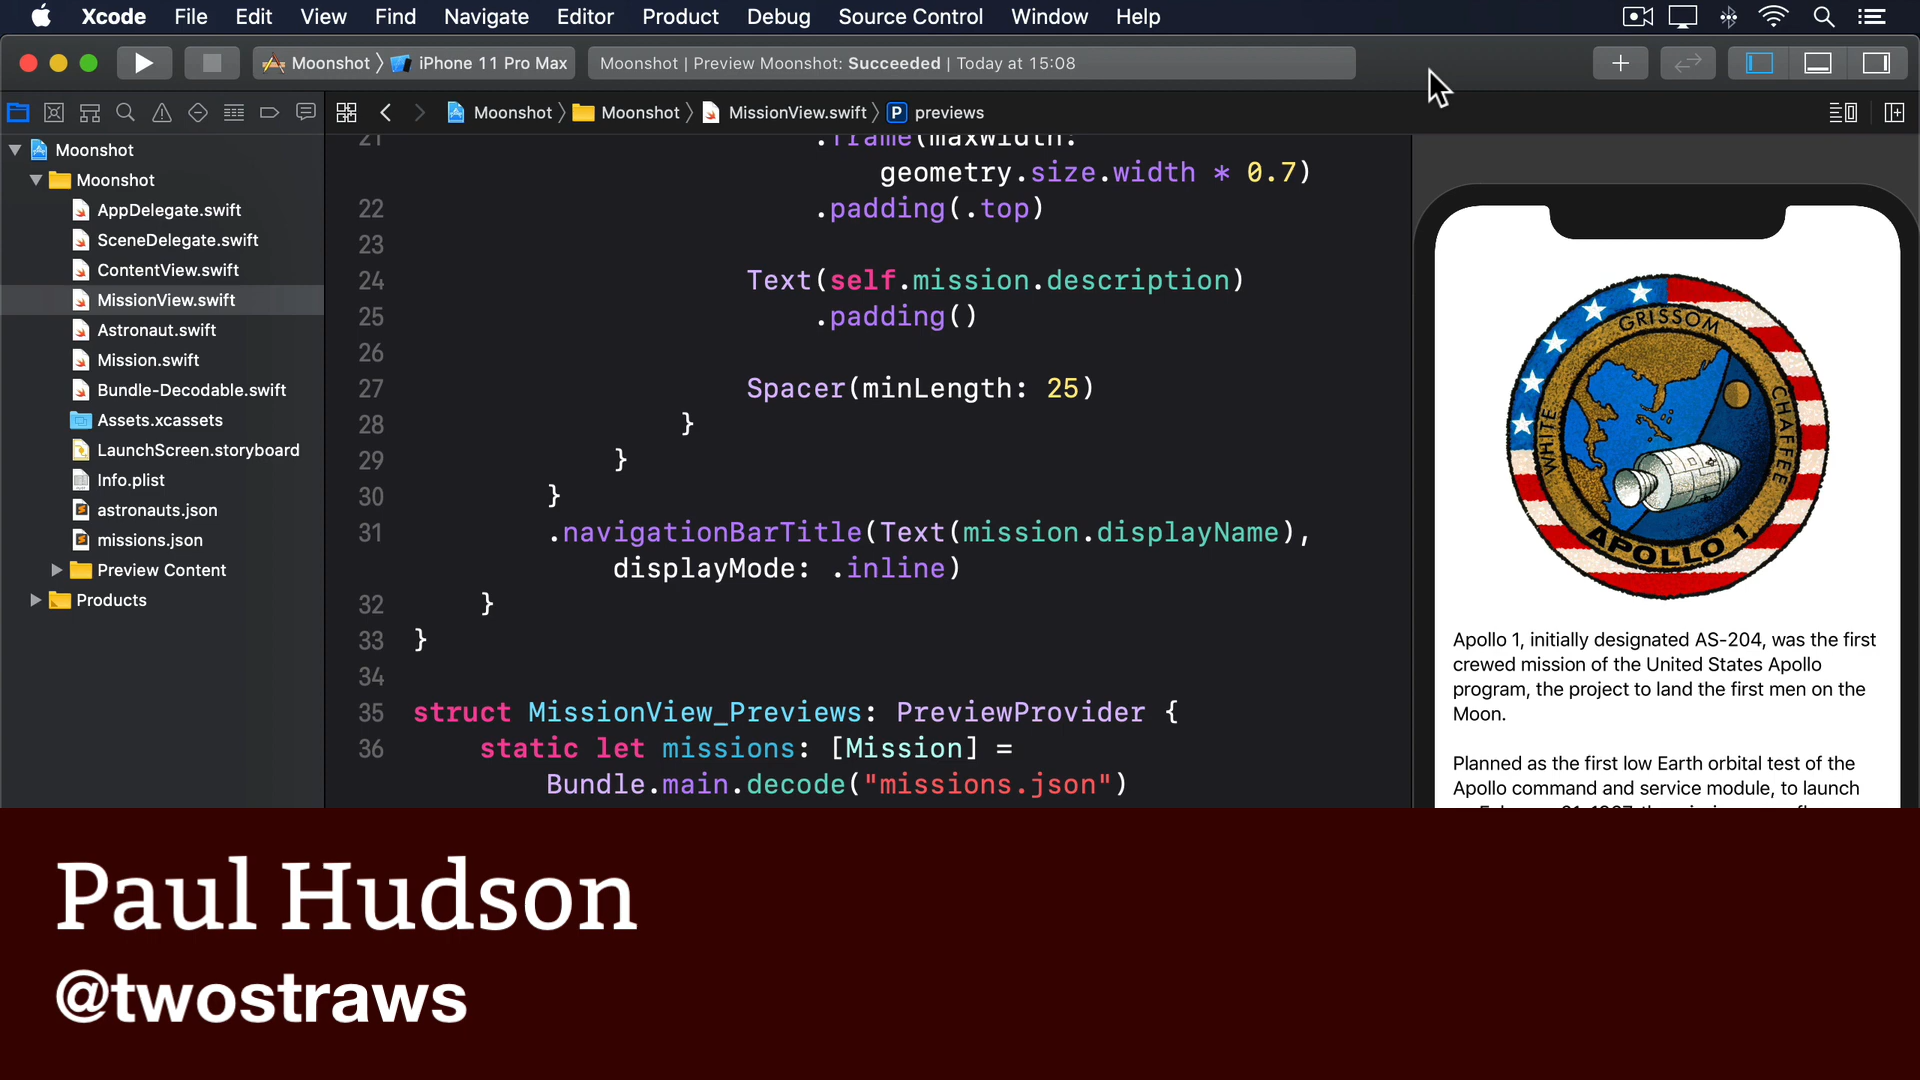 Xcode File Edit View Find Navigate Editor Product Debug Source Control Window Help
Moonshot iPhone 11 Pro Max
Moonshot | Preview Moonshot: Succeeded | Today at 15:08
Moonshot Moonshot MissionView.swift P previews
Moonshot
Moonshot
AppDelegate.swift
SceneDelegate.swift
ContentView.swift
MissionView.swift
Astronaut.swift
Mission.swift
Bundle-Decodable.swift
Assets.xcassets
LaunchScreen.storyboard
Info.plist
astronauts.json
missions.json
Preview Content
Products
21 .frame(maxWidth:
geometry.size.width * 0.7)
22 .padding(.top)
23
24 Text(self.mission.description)
25 .padding()
26
27 Spacer(minLength: 25)
28 }
29 }
30 }
31 .navigationBarTitle(Text(mission.displayName),
displayMode: .inline)
32 }
33 }
34
35 struct MissionView_Previews: PreviewProvider {
36 static let missions: [Mission] =
Bundle.main.decode("missions.json")
GRISSOM
WHITE
CHAFFEE
APOLLO 1
Apollo 1, initially designated AS-204, was the first
crewed mission of the United States Apollo
program, the project to land the first men on the
Moon.
Planned as the first low Earth orbital test of the
Apollo command and service module, to launch
Paul Hudson
@twostraws